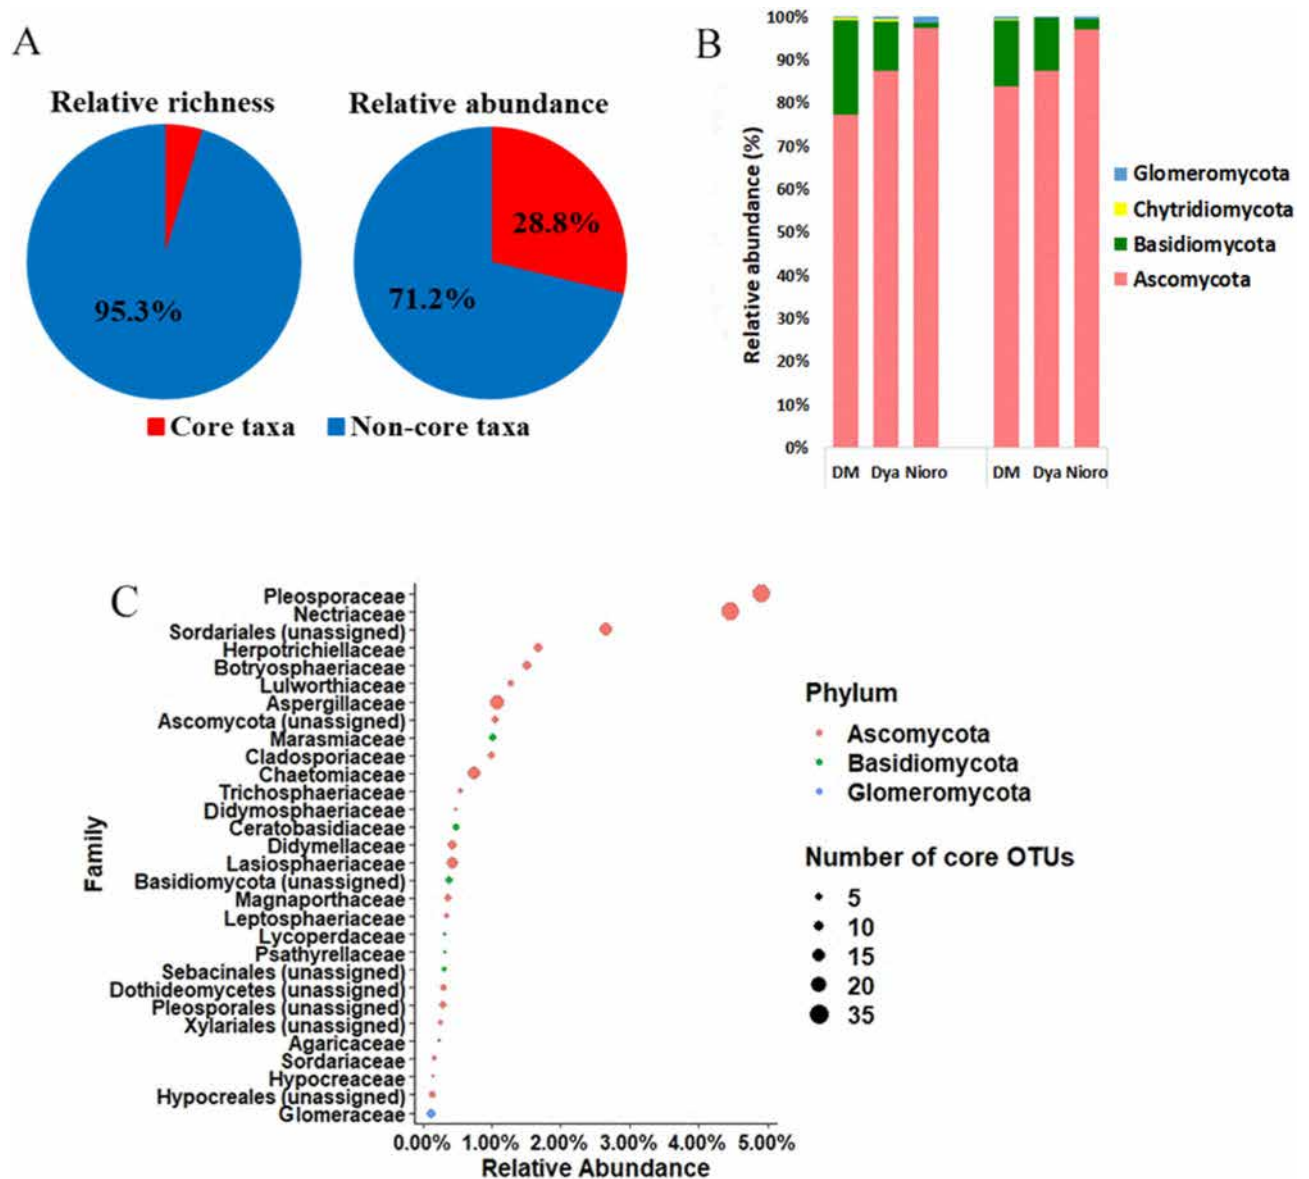 A
Relative richness
Relative abundance
95.3%
28.8%
71.2%
Core taxa
Non-core taxa
B
Relative abundance (%)
100%
90%
80%
70%
60%
50%
40%
30%
20%
10%
0%
DM Dya Nioro
DM Dya Nioro
Glomeromycota
Chytridiomycota
Basidiomycota
Ascomycota
C
Family
Pleosporaceae
Nectriaceae
Sordariales (unassigned)
Herpotrichiellaceae
Botryosphaeriaceae
Lulworthiaceae
Aspergillaceae
Ascomycota (unassigned)
Marasmiaceae
Cladosporiaceae
Chaetomiaceae
Trichosphaeriaceae
Didymosphaeriaceae
Ceratobasidiaceae
Didymellaceae
Lasiosphaeriaceae
Basidiomycota (unassigned)
Magnaporthaceae
Leptosphaeriaceae
Lycoperdaceae
Psathyrellaceae
Sebacinales (unassigned)
Dothideomycetes (unassigned)
Pleosporales (unassigned)
Xylariales (unassigned)
Agaricaceae
Sordariaceae
Hypocreaceae
Hypocreales (unassigned)
Glomeraceae
0.00% 1.00% 2.00% 3.00% 4.00% 5.00%
Relative Abundance
Phylum
Ascomycota
Basidiomycota
Glomeromycota
Number of core OTUs
5
10
15
20
35